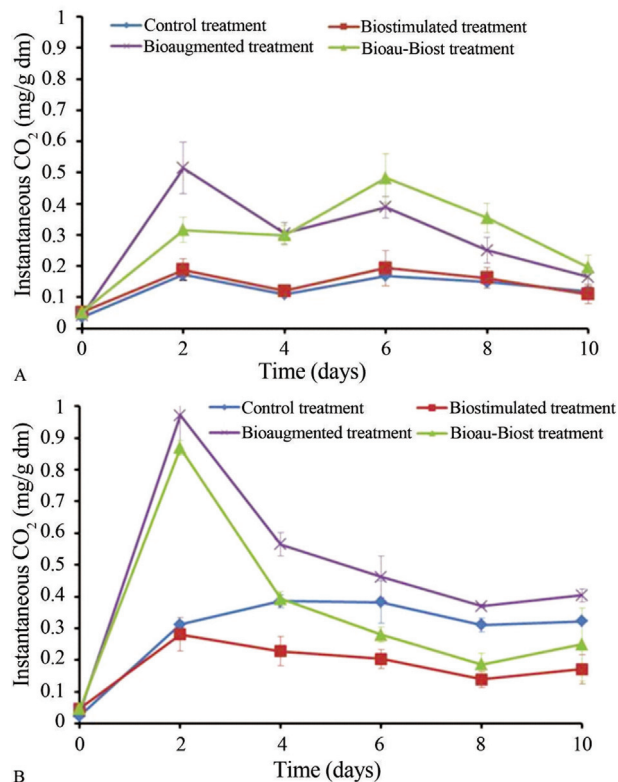 Control treatment Biostimulated treatment
Bioaugmented treatment Bioau-Biost treatment
Instantaneous CO₂ (mg/g dm)
1
0.9
0.8
0.7
0.6
0.5
0.4
0.3
0.2
0.1
0
0 2 4 6 8 10
Time (days)
A
Control treatment Biostimulated treatment
Bioaugmented treatment Bioau-Biost treatment
Instantaneous CO₂ (mg/g dm)
1
0.9
0.8
0.7
0.6
0.5
0.4
0.3
0.2
0.1
0
0 2 4 6 8 10
Time (days)
B